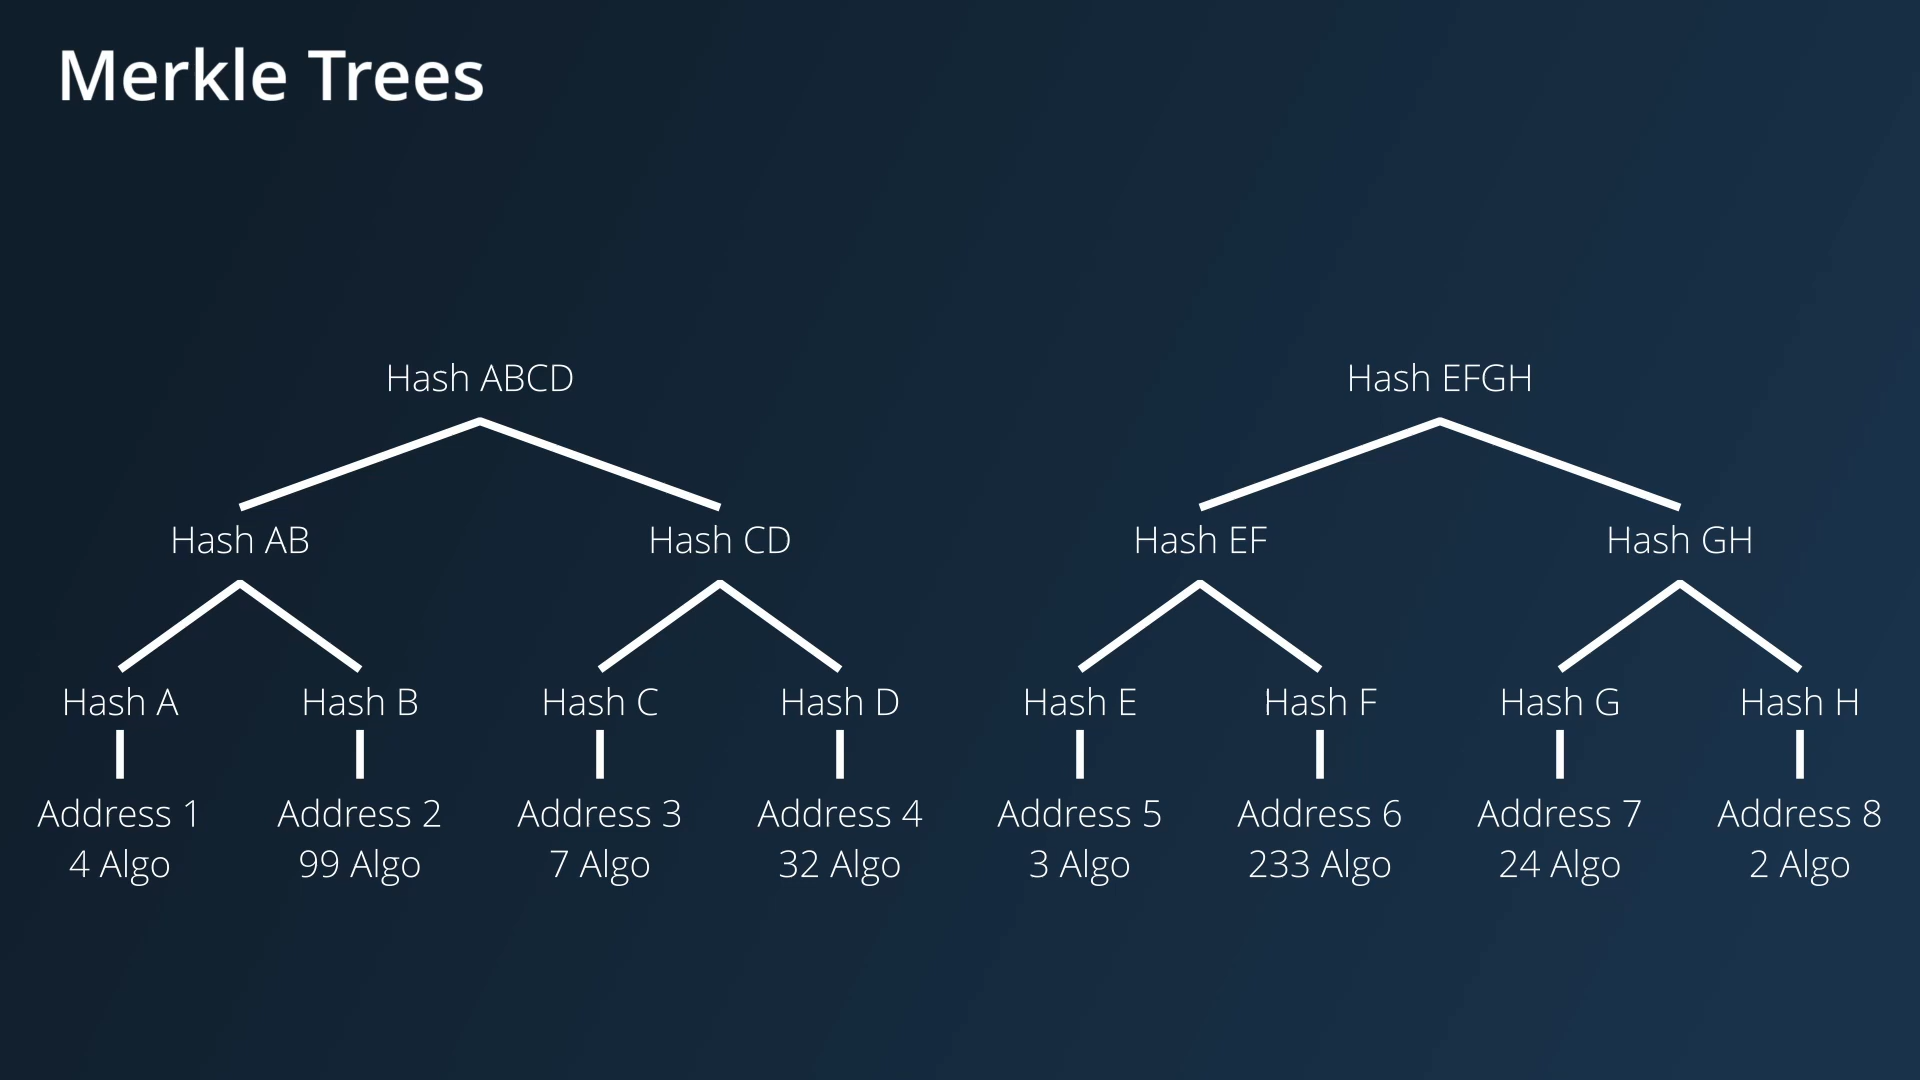 Merkle Trees
Hash ABCD
Hash EFGH
Hash AB
Hash CD
Hash EF
Hash GH
Hash A
Hash B
Hash C
Hash D
Hash E
Hash F
Hash G
Hash H
Address 1
4 Algo
Address 2
99 Algo
Address 3
7 Algo
Address 4
32 Algo
Address 5
3 Algo
Address 6
233 Algo
Address 7
24 Algo
Address 8
2 Algo